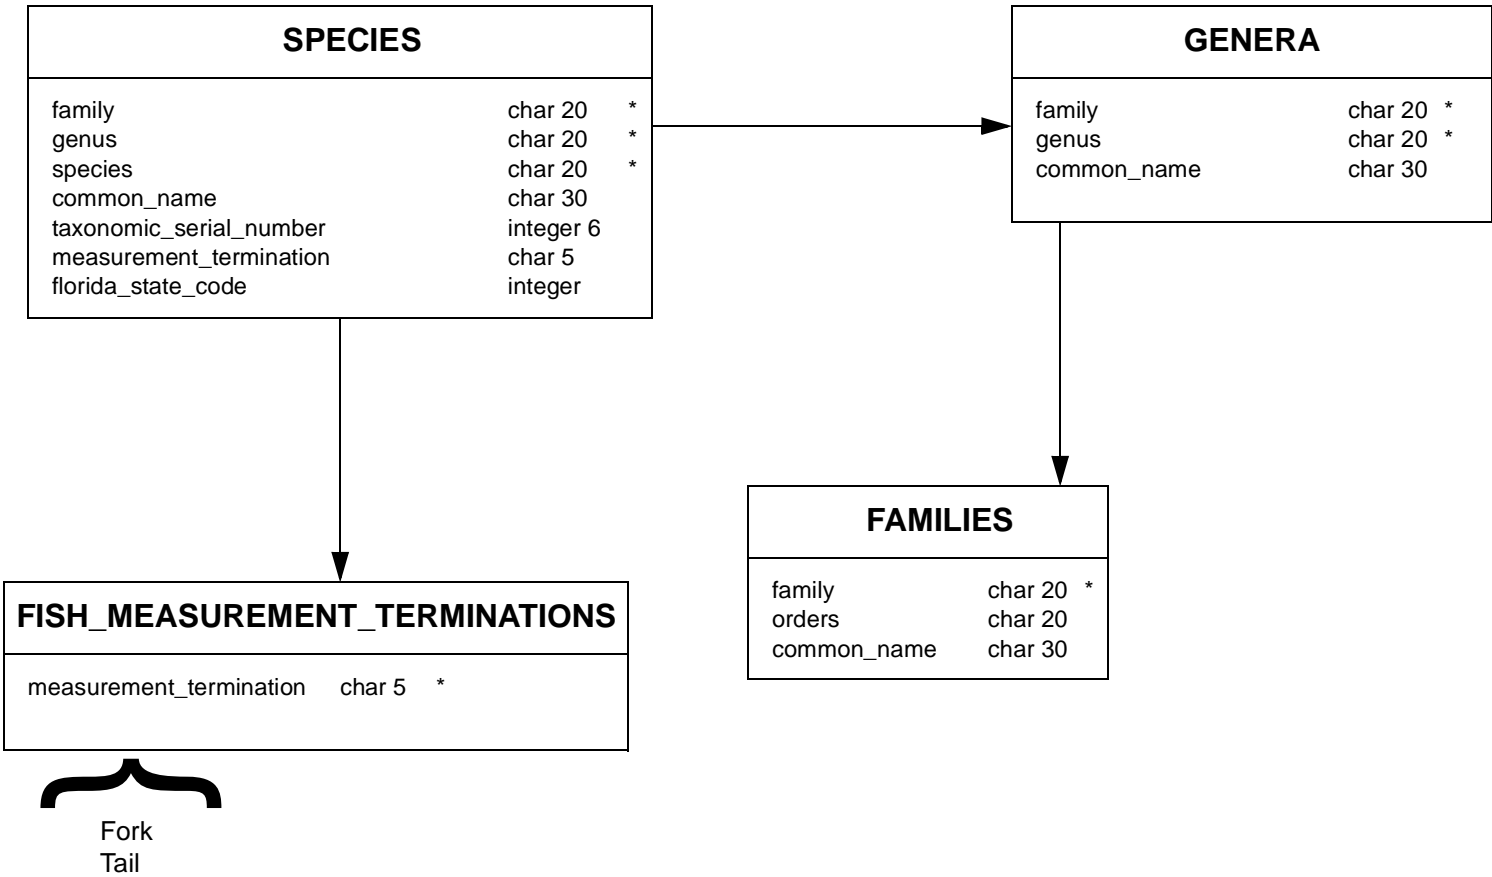 SPECIES
family char 20 *
genus char 20 *
species char 20 *
common_name char 30
taxonomic_serial_number integer 6
measurement_termination char 5
florida_state_code integer
GENERA
family char 20 *
genus char 20 *
common_name char 30
FAMILIES
family char 20 *
orders char 20
common_name char 30
FISH_MEASUREMENT_TERMINATIONS
measurement_termination char 5 *
Fork
Tail